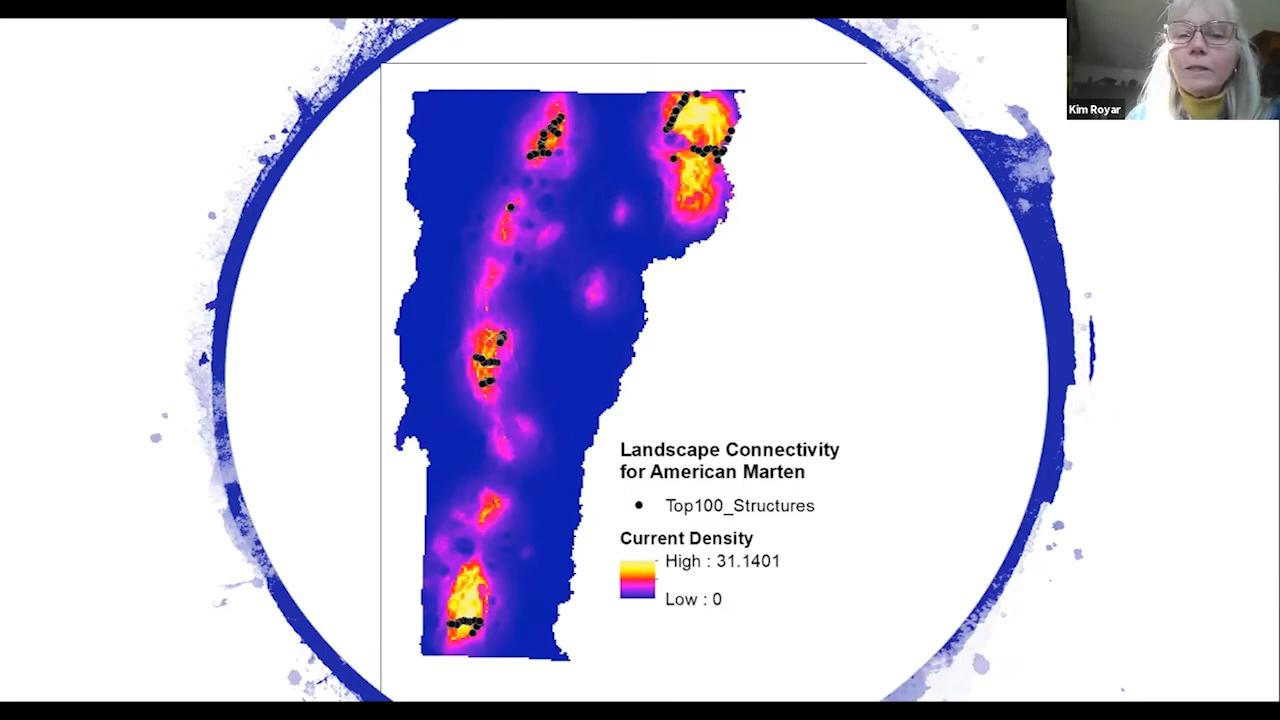 Kim Royar
Landscape Connectivity
for American Marten
Top100_Structures
Current Density
High : 31.1401
Low : 0